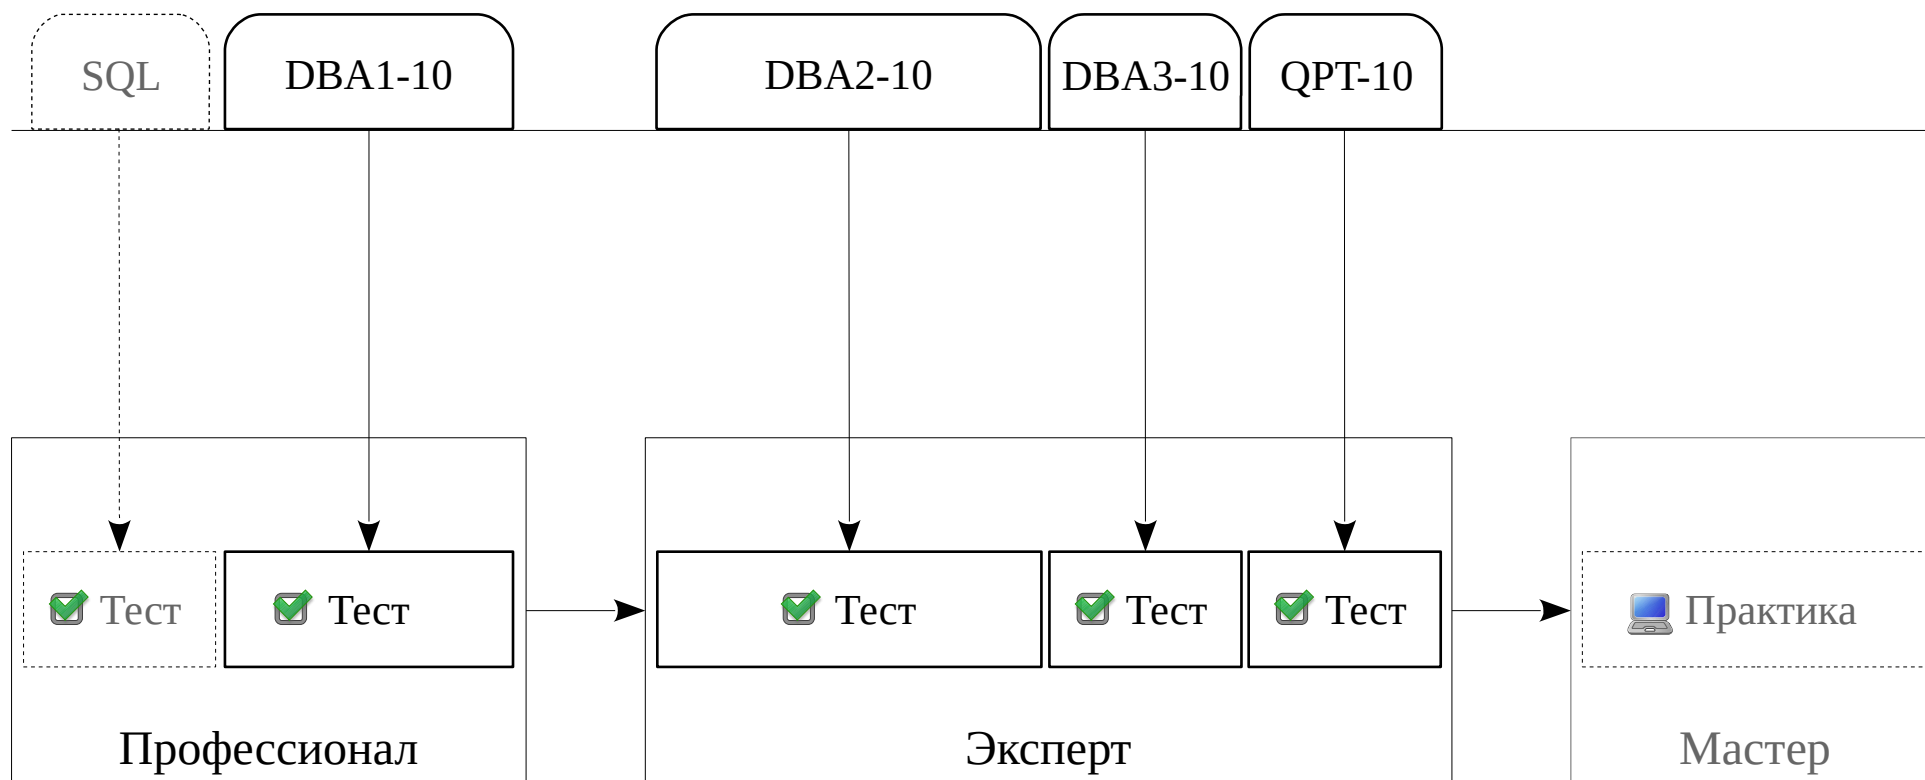 SQL
DBA1-10
DBA2-10
DBA3-10
QPT-10
Тест
Тест
Тест
Тест
Тест
Практика
Профессионал
Эксперт
Мастер